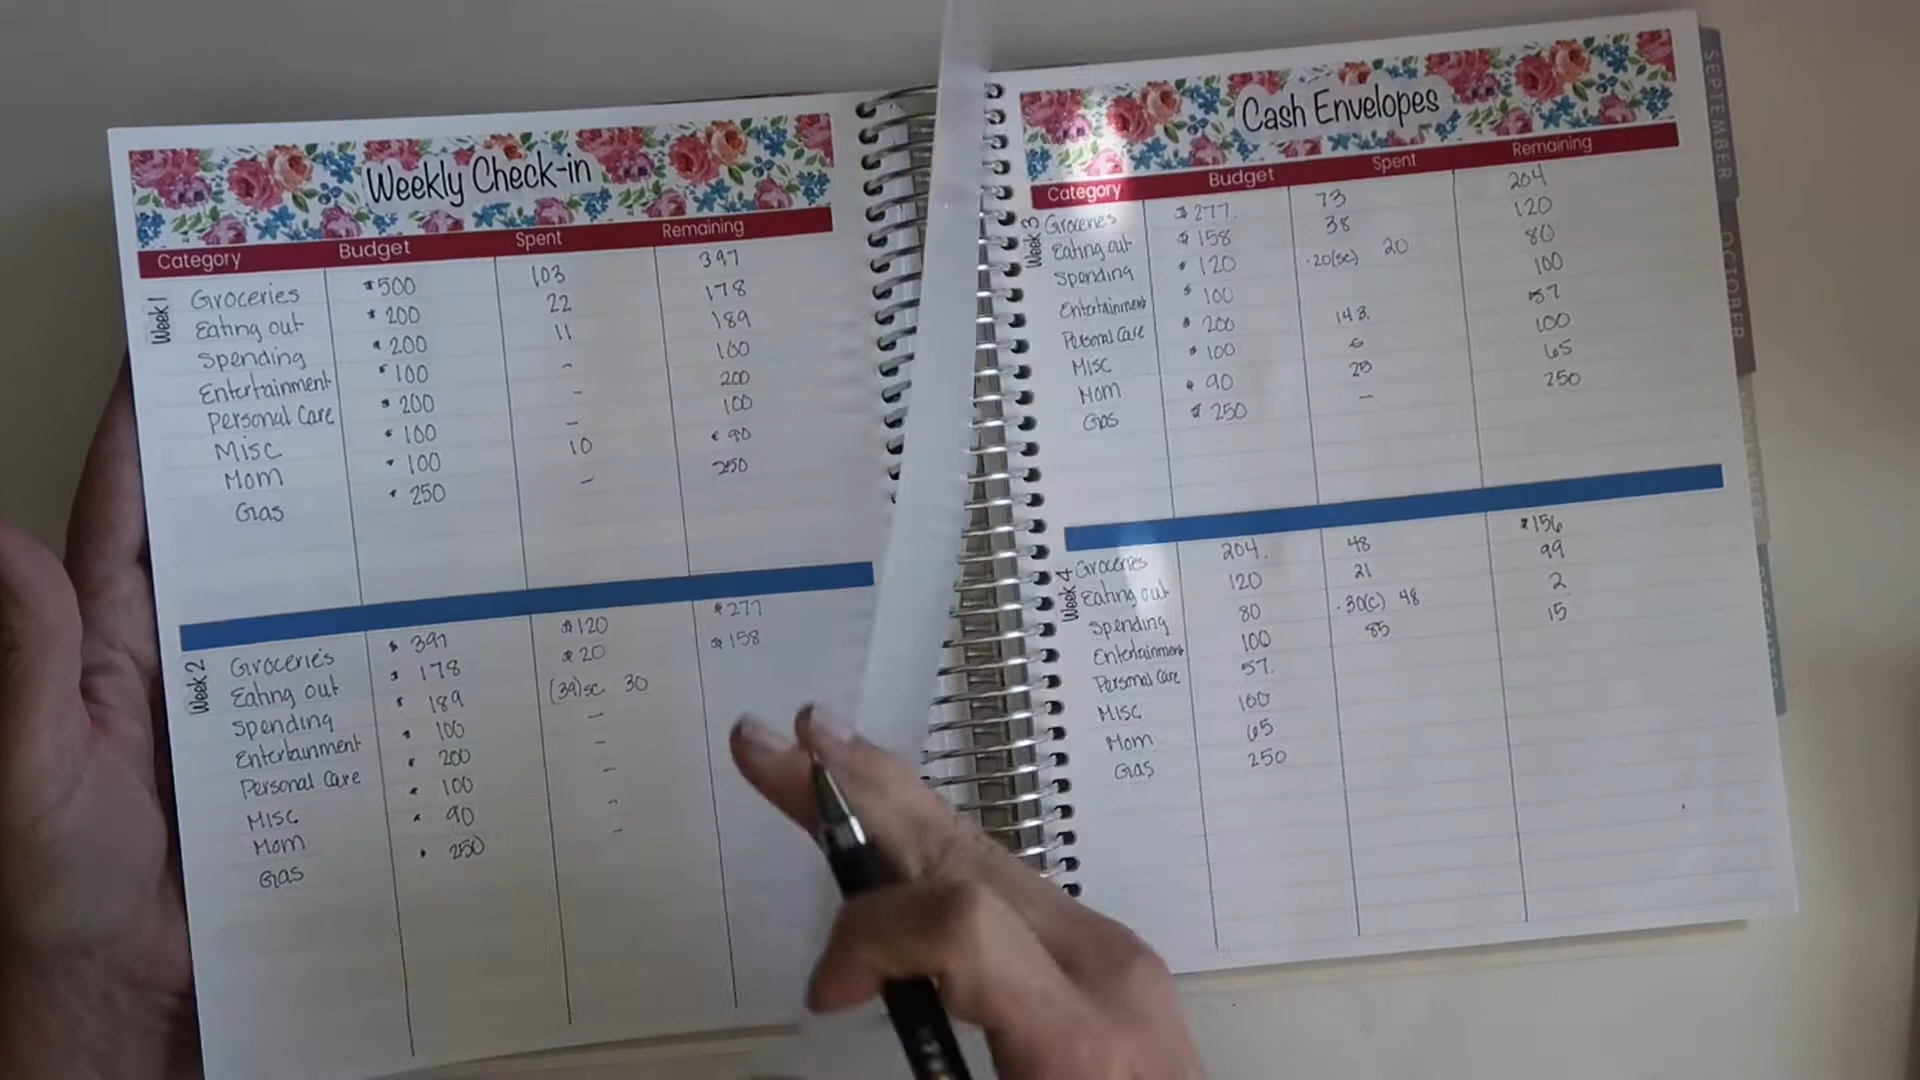 Weekly Check-in
Category Budget Spent Remaining
Week 1
Groceries $500 103 397
Eating out $200 22 178
Spending $200 11 189
Entertainment $100 - 100
Personal Care $200 - 200
Misc $100 - 100
Mom $100 10 $90
Gas $250 - 250
Week 2
Groceries $397 $120 $277
Eating out $178 $20 $158
Spending $189 (39)sc 30
Entertainment $100 -
Personal Care $200 -
Misc $100 -
Mom $90 -
Gas $250 -
Cash Envelopes
Category Budget Spent Remaining
Week 3
Groceries $277 73 204
Eating out $158 38 120
Spending $120 -20(sc) 20 80
Entertainment $100 100
Personal Care $200 143 57
Misc $100 100
Mom $90 65
Gas $250 - 250
Week 4
Groceries 204 48 $156
Eating out 120 21 99
Spending 80 -30(c) 48 2
Entertainment 100 85 15
Personal Care 57
Misc 100
Mom 65
Gas 250
SEPTEMBER
OCTOBER